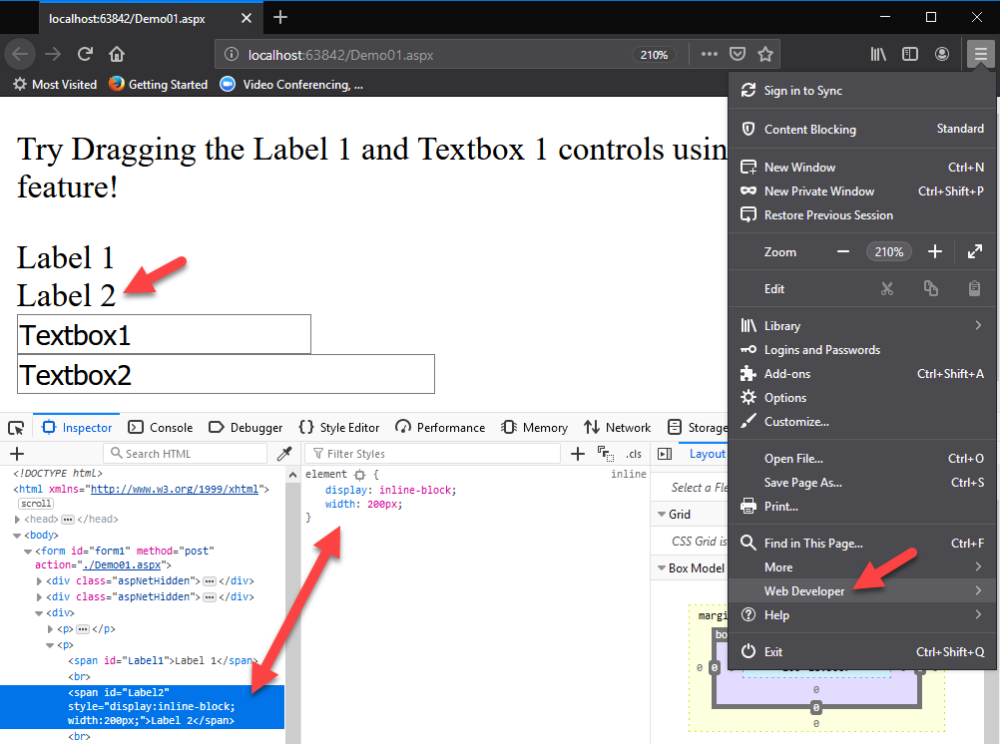 localhost:63842/Demo01.aspx
localhost:63842/Demo01.aspx
210%
Most Visited
Getting Started
Video Conferencing, ...
Try Dragging the Label 1 and Textbox 1 controls usin
feature!
Label 1
Label 2
Textbox1
Textbox2
Sign in to Sync
Content Blocking Standard
New Window Ctrl+N
New Private Window Ctrl+Shift+P
Restore Previous Session
Zoom 210%
Edit
Library
Logins and Passwords
Add-ons Ctrl+Shift+A
Options
Customize...
Open File... Ctrl+O
Save Page As... Ctrl+S
Print...
Find in This Page... Ctrl+F
More
Web Developer
Help
Exit Ctrl+Shift+Q
Inspector Console Debugger Style Editor Performance Memory Network Storage
Search HTML
<!DOCTYPE html>
<html xmlns="http://www.w3.org/1999/xhtml">
scroll
<head> ••• </head>
<body>
<form id="form1" method="post"
action="./Demo01.aspx">
<div class="aspNetHidden"> ••• </div>
<div class="aspNetHidden"> ••• </div>
<div>
<p> ••• </p>
<p>
<span id="Label1">Label 1</span>
<br>
<span id="Label2"
style="display:inline-block;
width:200px;">Label 2</span>
<br>
Filter Styles
.cls
element { inline
display: inline-block;
width: 200px;
}
Layout
Select a Fle
Grid
CSS Grid is
Box Model
margi
bo
0
0
0
0
0